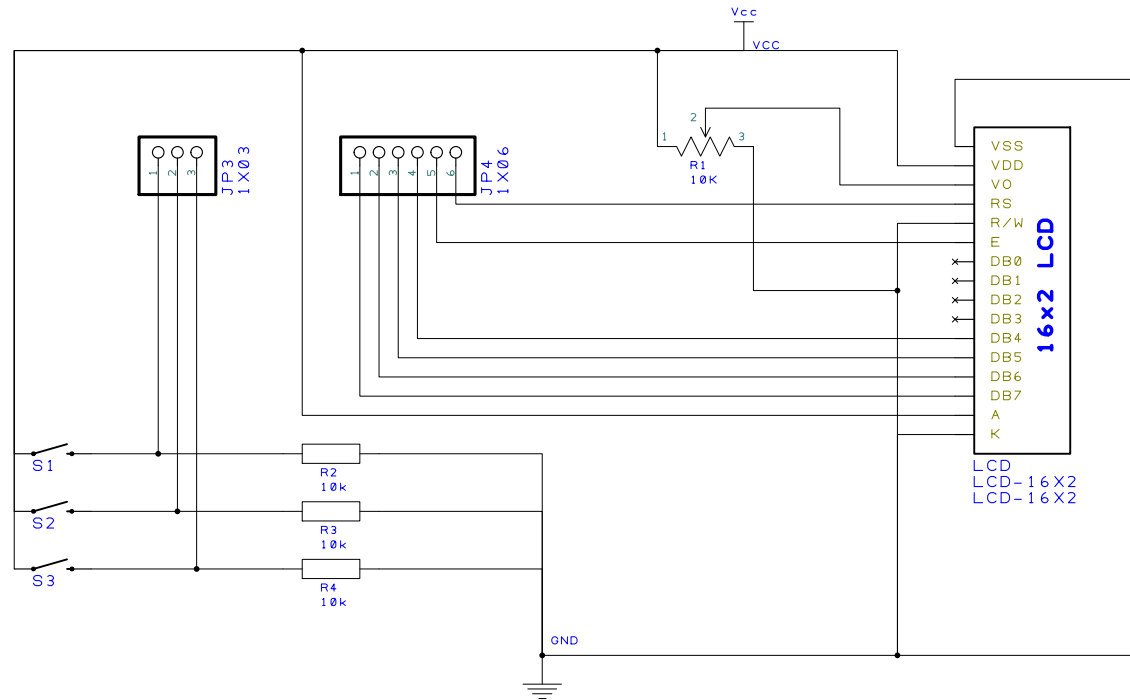 Vcc
VCC
1
2
3
JP3
1X03
1
2
3
4
5
6
JP4
1X06
1
2
3
R1
10K
VSS
VDD
VO
RS
R/W
E
DB0
DB1
DB2
DB3
DB4
DB5
DB6
DB7
A
K
16x2 LCD
LCD
LCD-16X2
LCD-16X2
S1
R2
10k
S2
R3
10k
S3
R4
10k
GND